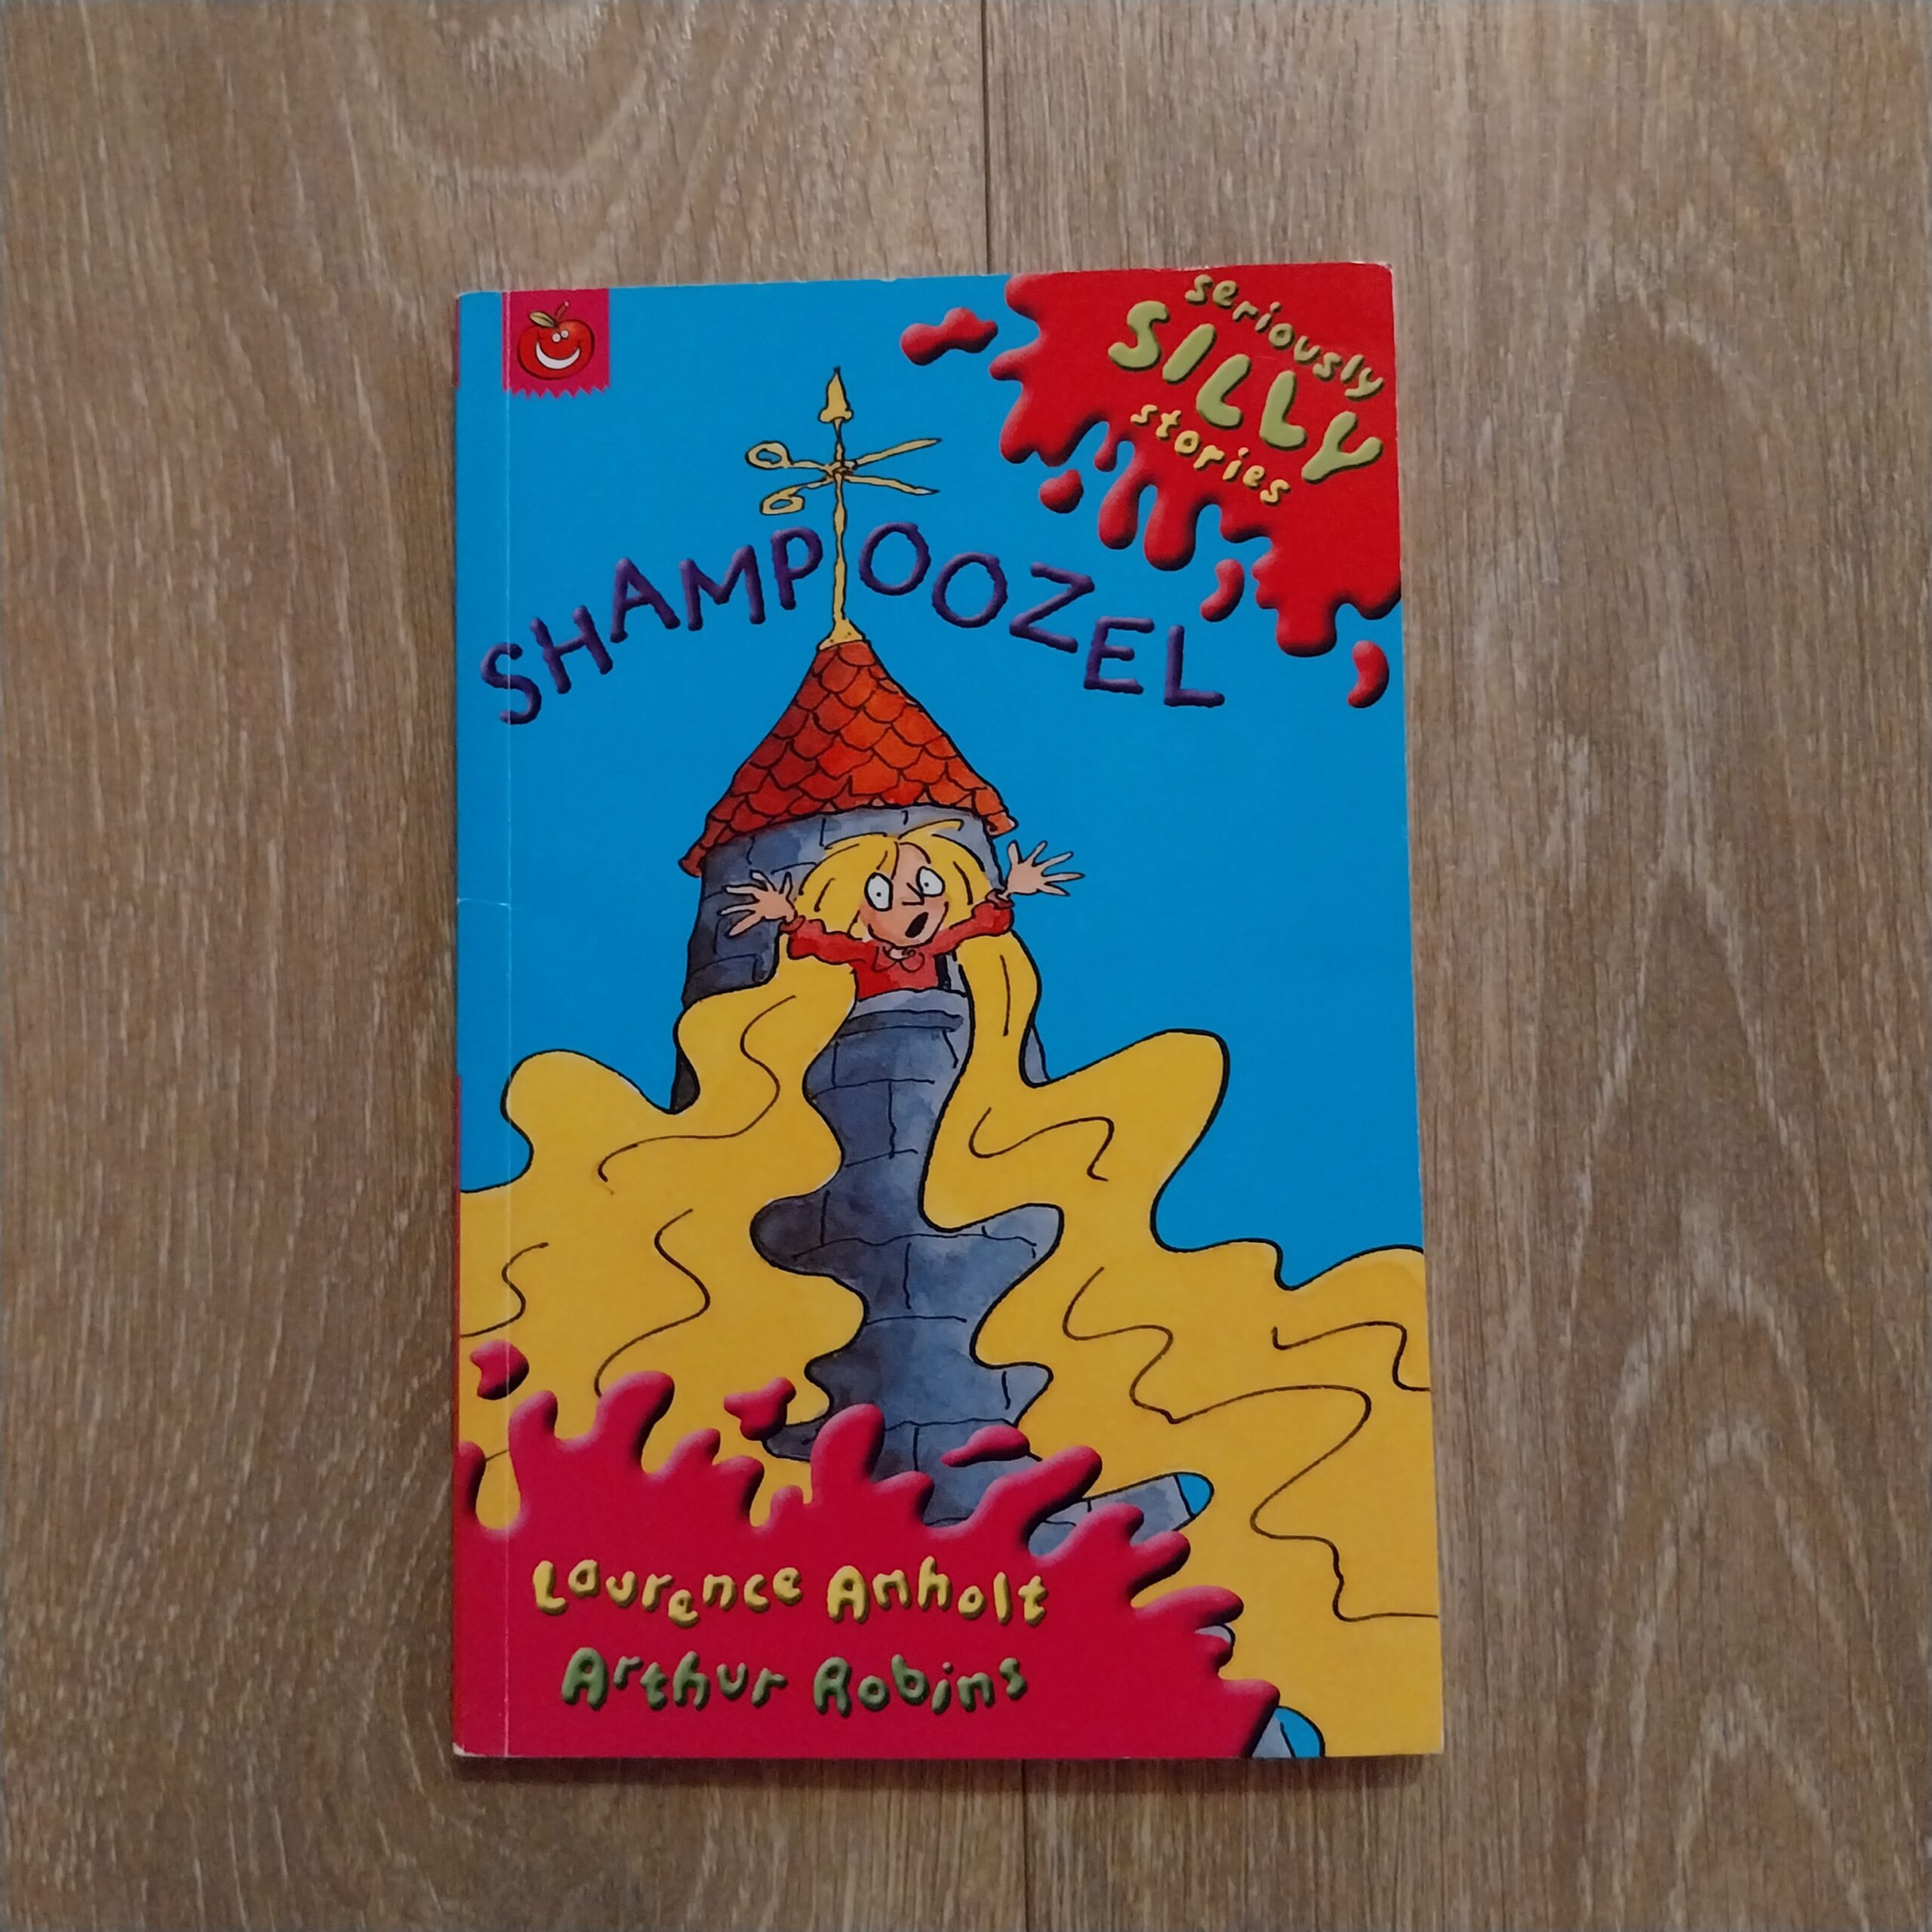 seriously
SILLY
stories
SHAMPOOZEL
Laurence Anholt
Arthur Robins